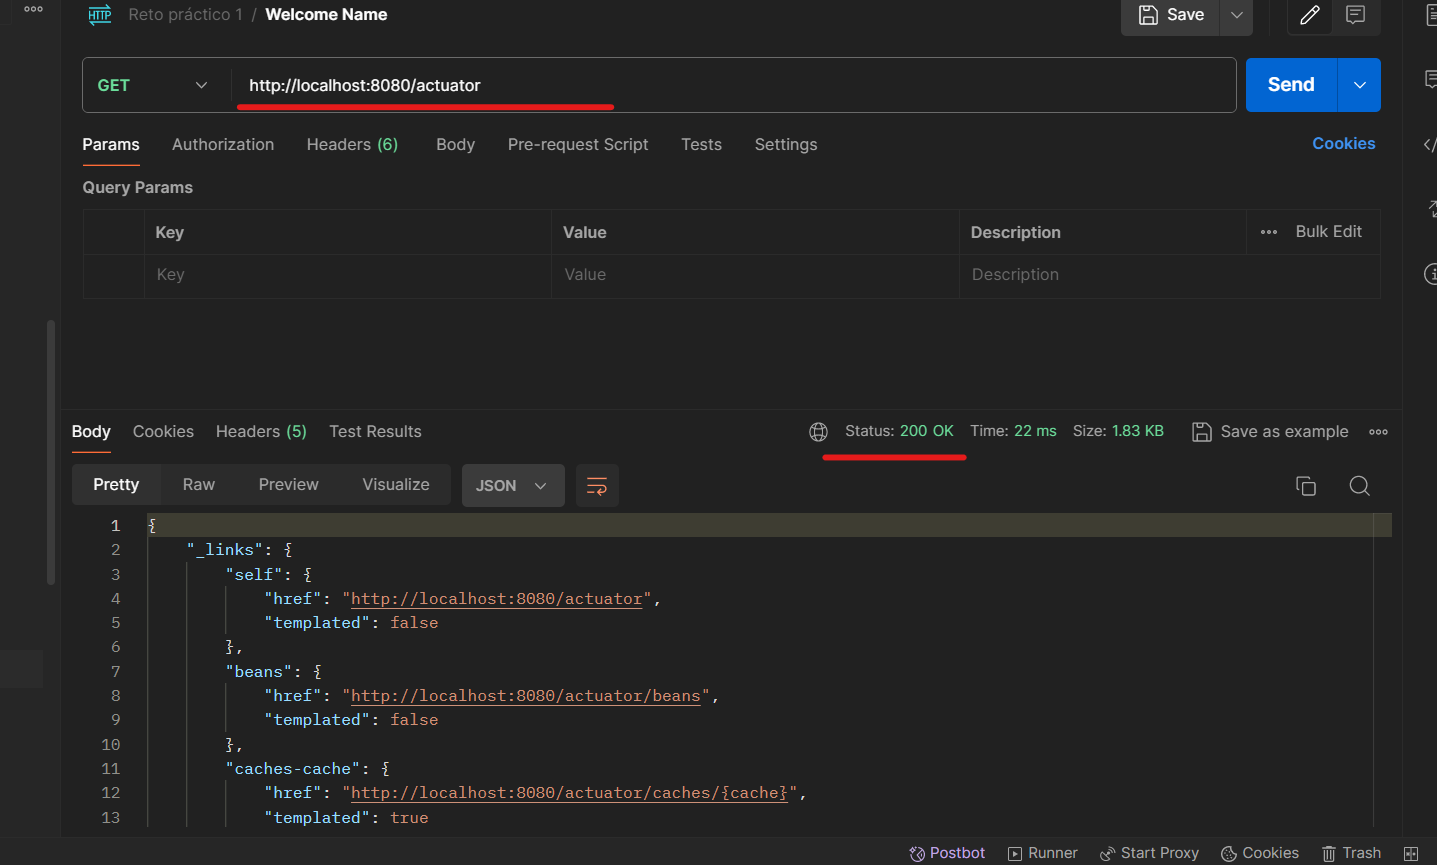 HTTP Reto práctico 1 / Welcome Name
Save
GET http://localhost:8080/actuator
Send
Params Authorization Headers (6) Body Pre-request Script Tests Settings Cookies
Query Params
Key Value Description Bulk Edit
Key Value Description
Body Cookies Headers (5) Test Results Status: 200 OK Time: 22 ms Size: 1.83 KB Save as example
Pretty Raw Preview Visualize JSON
1 {
2 "_links": {
3 "self": {
4 "href": "http://localhost:8080/actuator",
5 "templated": false
6 },
7 "beans": {
8 "href": "http://localhost:8080/actuator/beans",
9 "templated": false
10 },
11 "caches-cache": {
12 "href": "http://localhost:8080/actuator/caches/{cache}",
13 "templated": true
Postbot Runner Start Proxy Cookies Trash